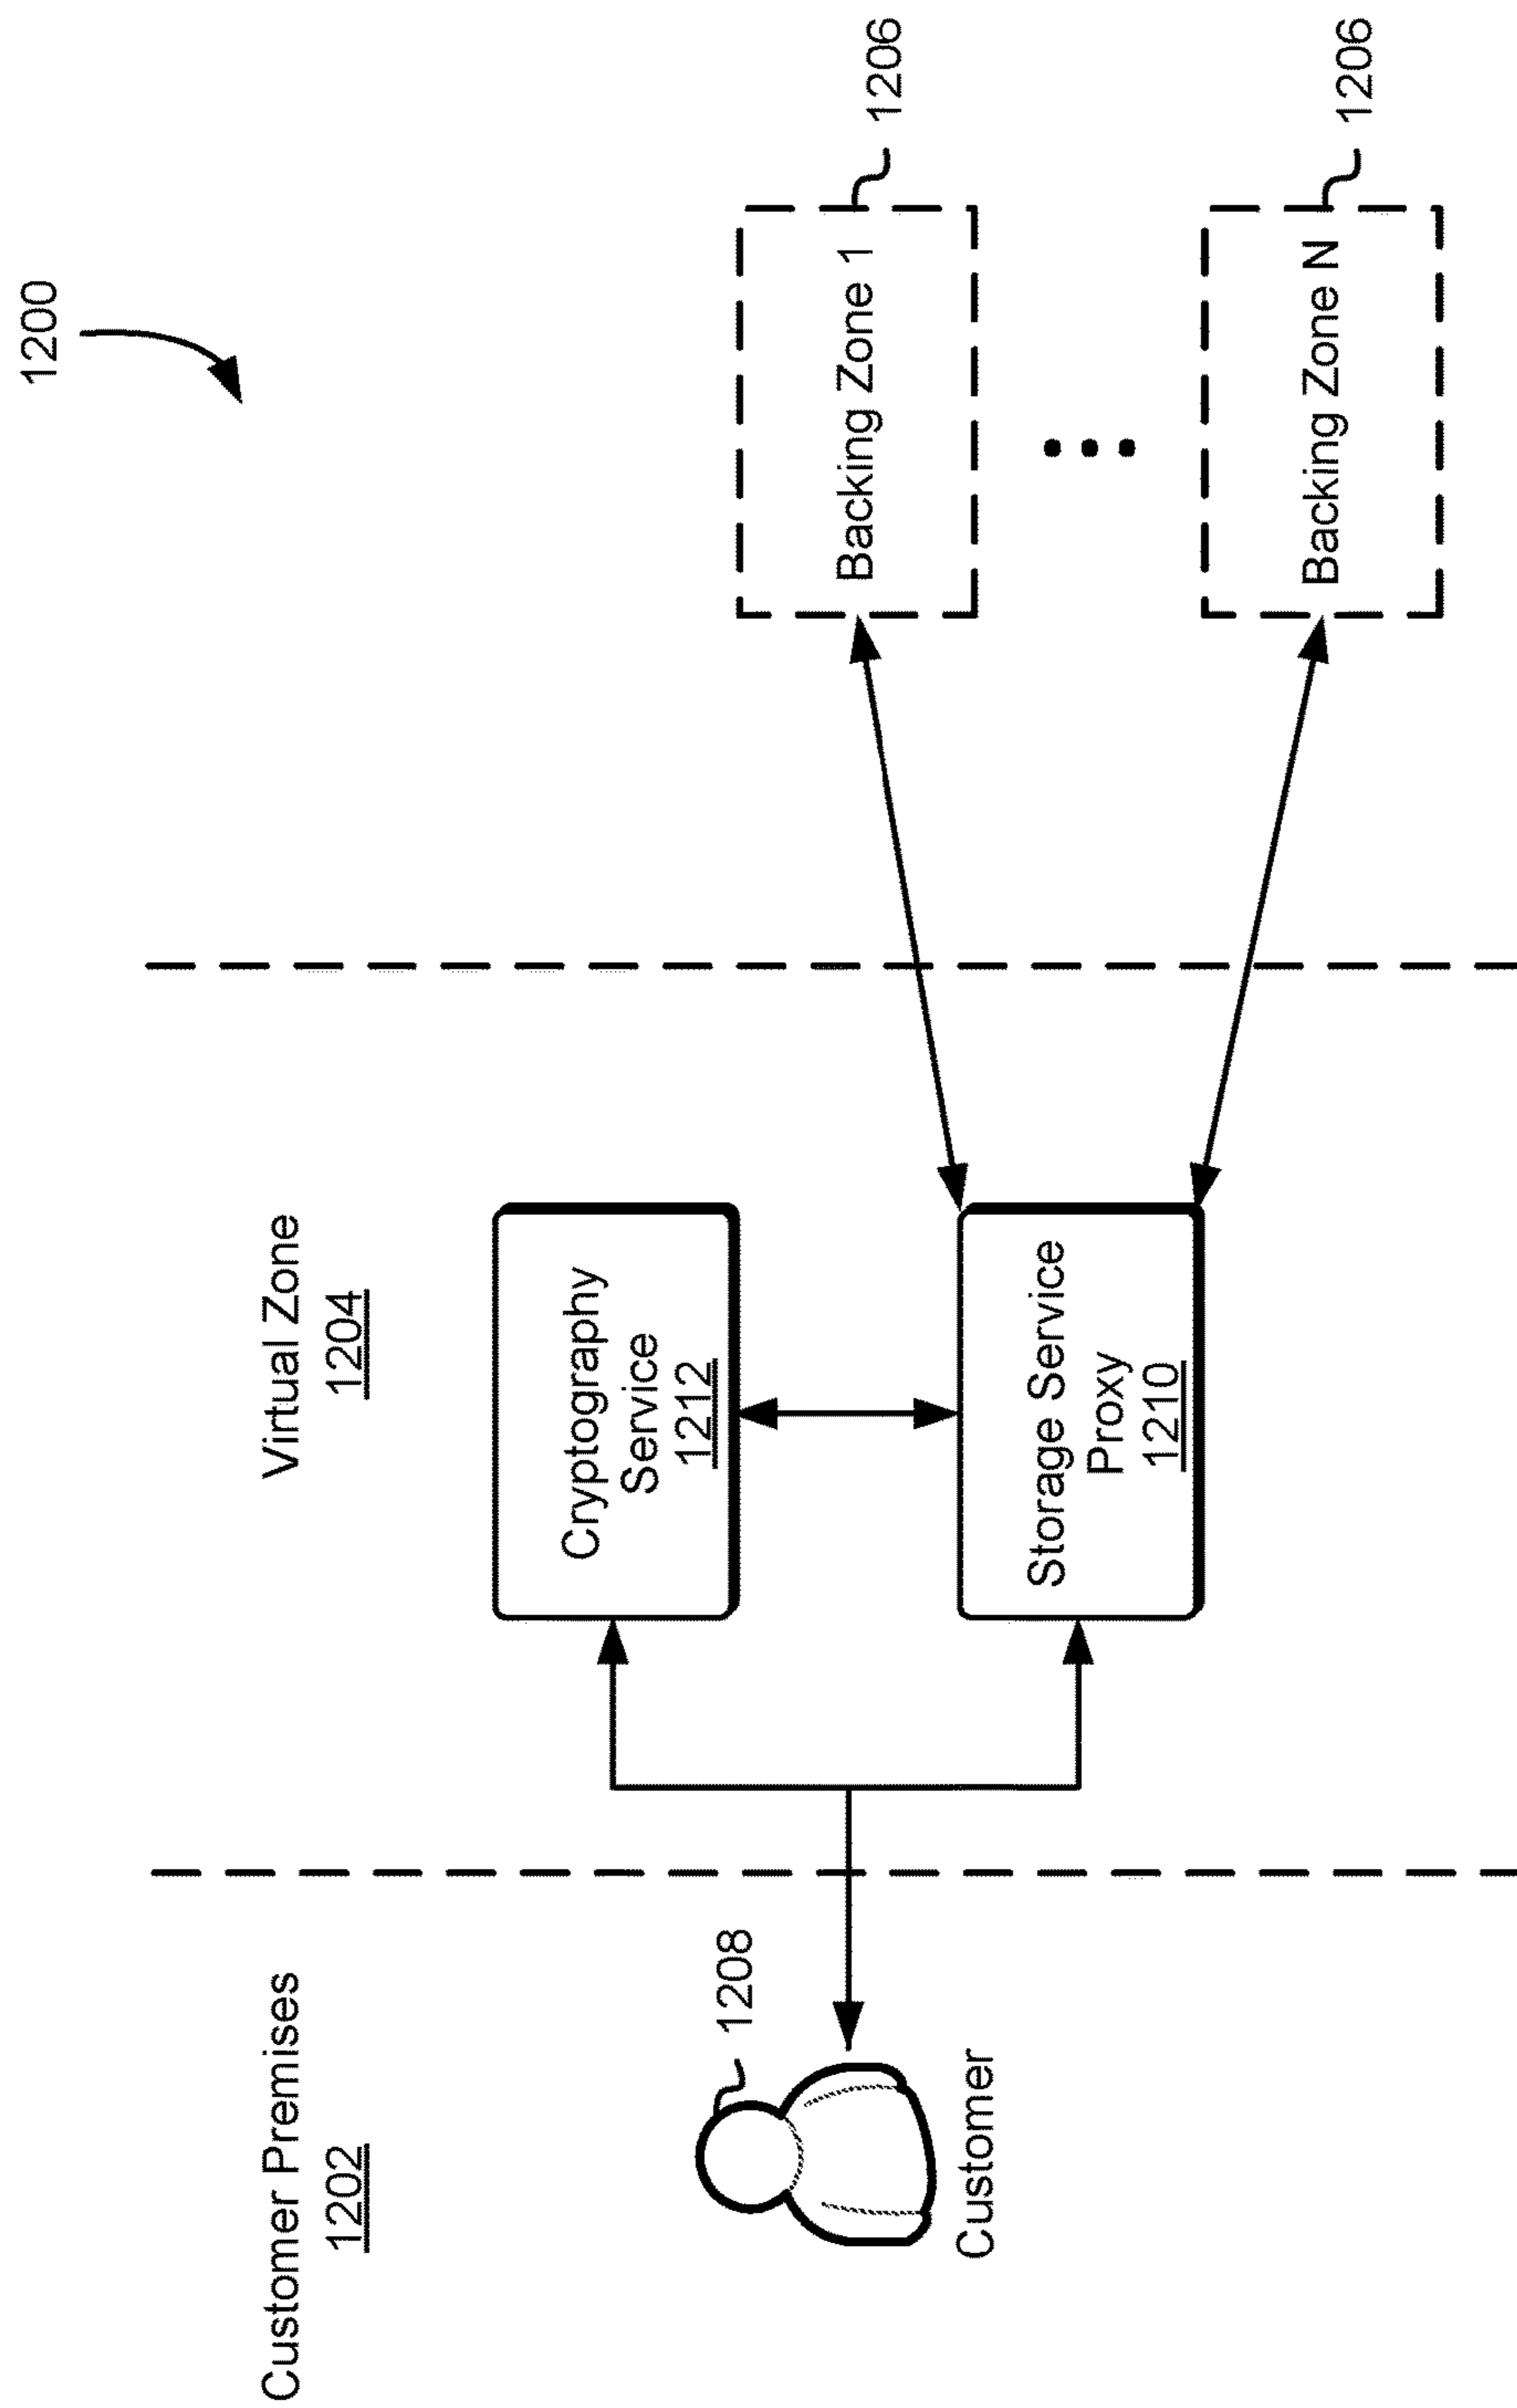 1200
Customer Premises
1202
Virtual Zone
1204
1208
Customer
Cryptography
Service
1212
Storage Service
Proxy
1210
Backing Zone 1
1206
Backing Zone N
1206